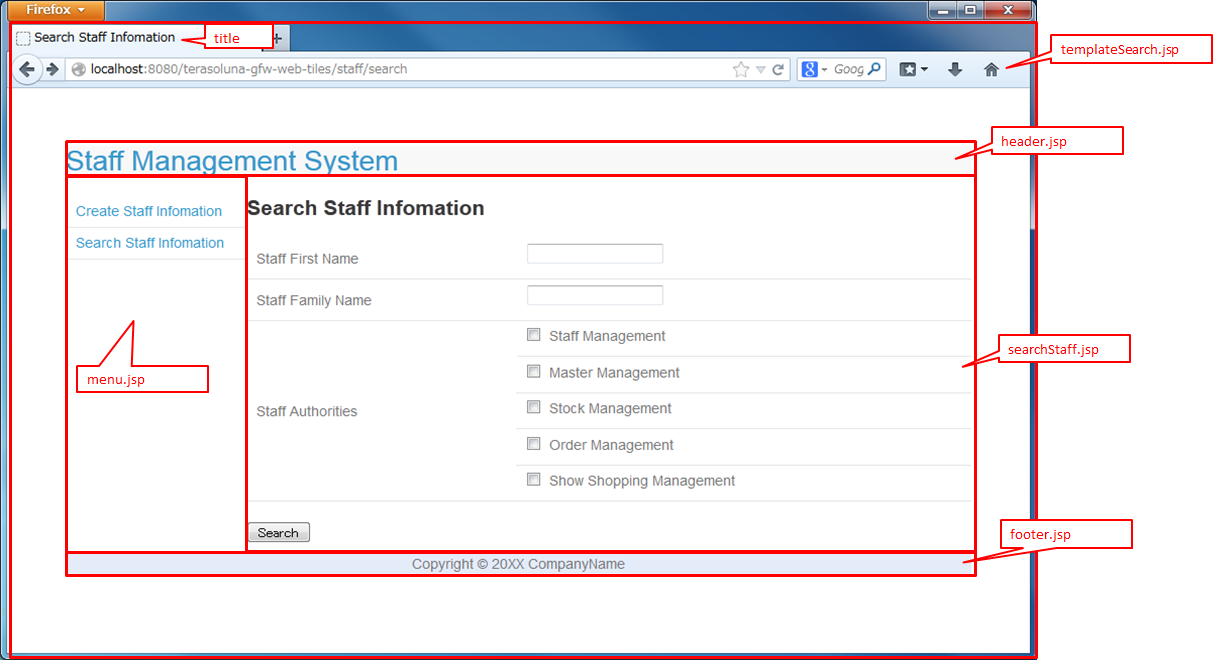 Firefox
Search Staff Infomation
title
templateSearch.jsp
localhost:8080/terasoluna-gfw-web-tiles/staff/search
8
Goog
header.jsp
Staff Management System
Create Staff Infomation
Search Staff Infomation
Search Staff Infomation
Staff First Name
Staff Family Name
Staff Management
searchStaff.jsp
menu.jsp
Master Management
Staff Authorities
Stock Management
Order Management
Show Shopping Management
Search
footer.jsp
Copyright © 20XX CompanyName